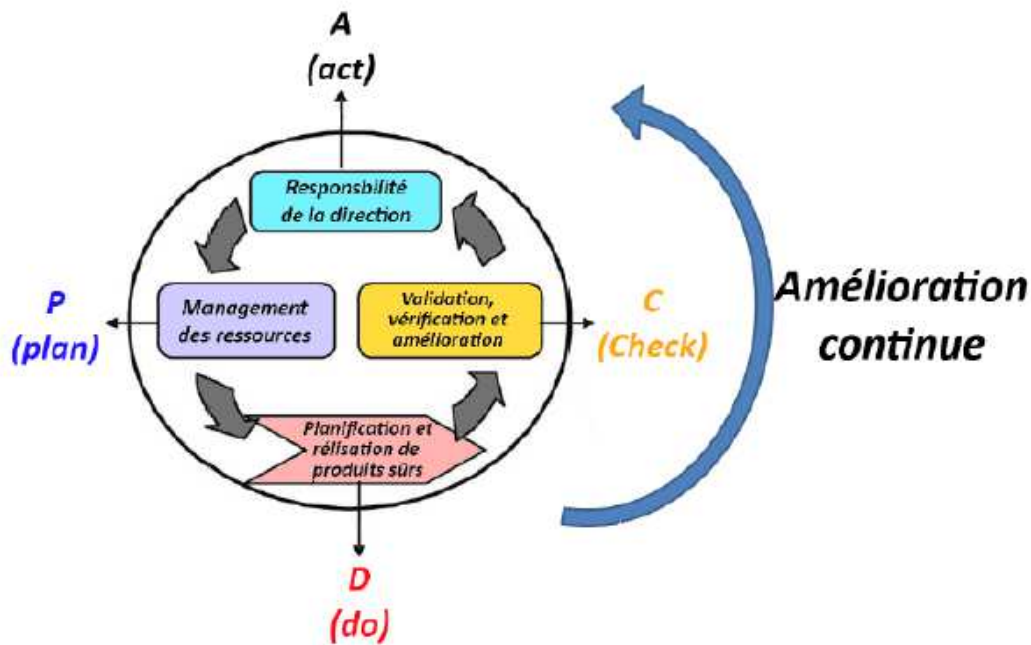 A
(act)
Responsbilité
de la direction
P
(plan)
Management
des ressources
Validation,
vérification et
amélioration
C
(Check)
Amélioration
continue
Planification et
rélisation de
produits sûrs
D
(do)